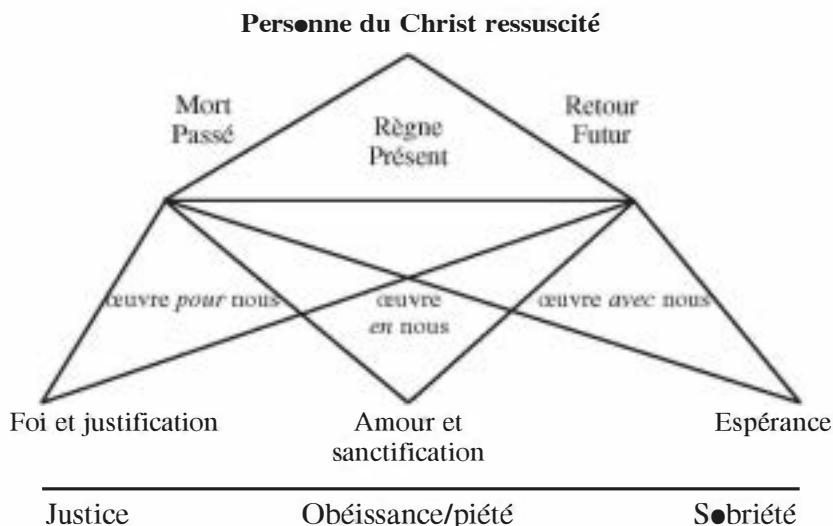 Personne du Christ ressuscité
Mort
Passé
Règne
Présent
Retour
Futur
œuvre pour nous
œuvre
en nous
œuvre avec nous
Foi et justification
Amour et
sanctification
Espérance
Justice
Obéissance/piété
Sobriété